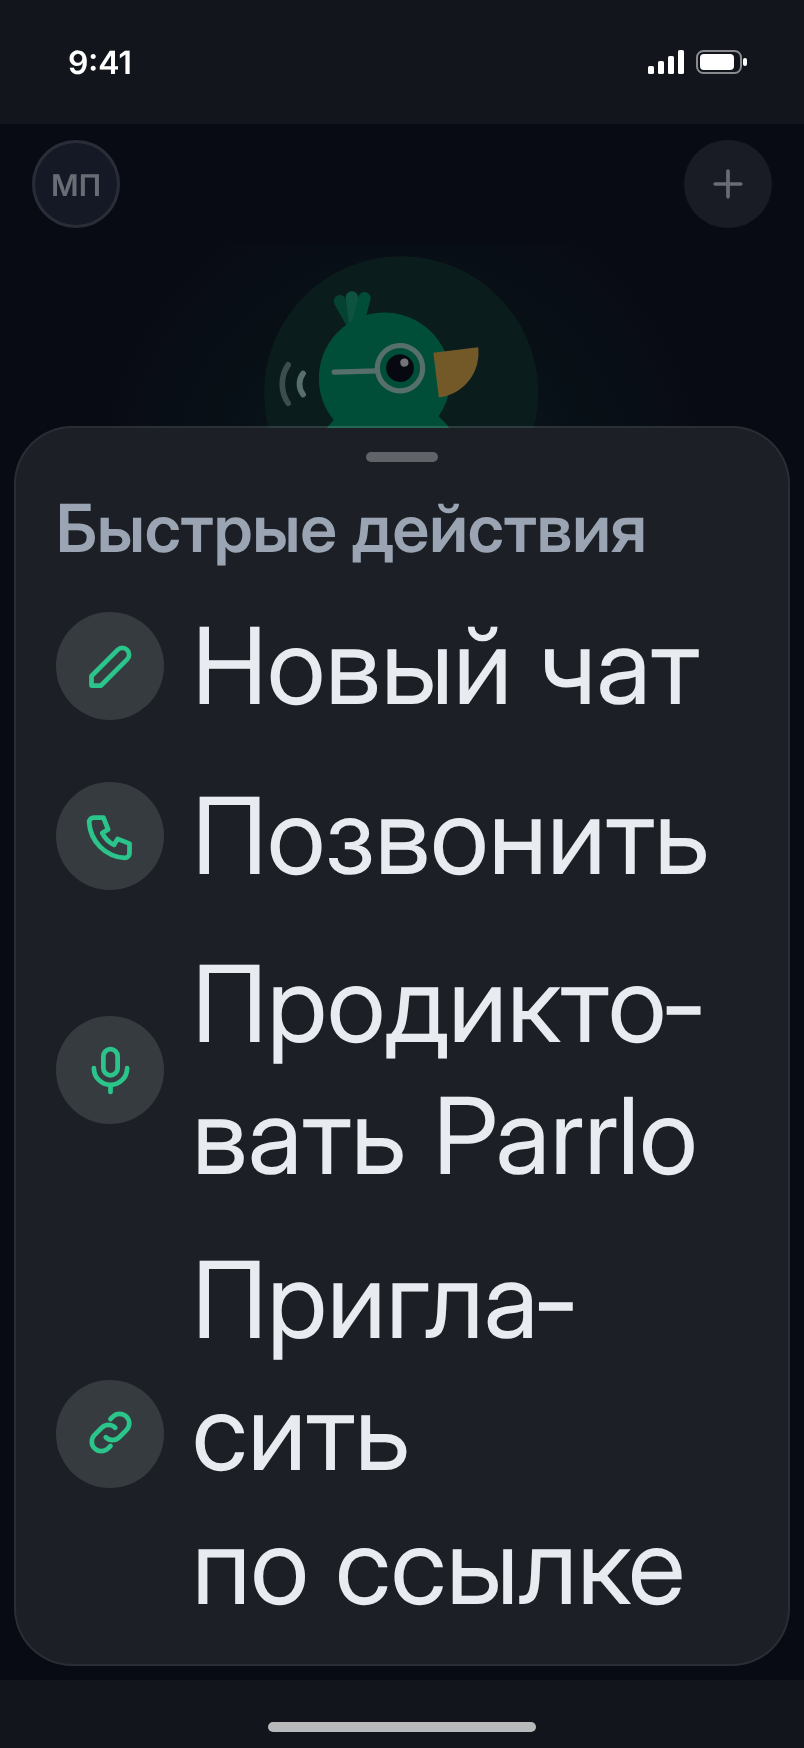 9:41
МП
Быстрые действия
Новый чат
Позвонить
Продикто-
вать Parrlo
Пригла-
сить
по ссылке